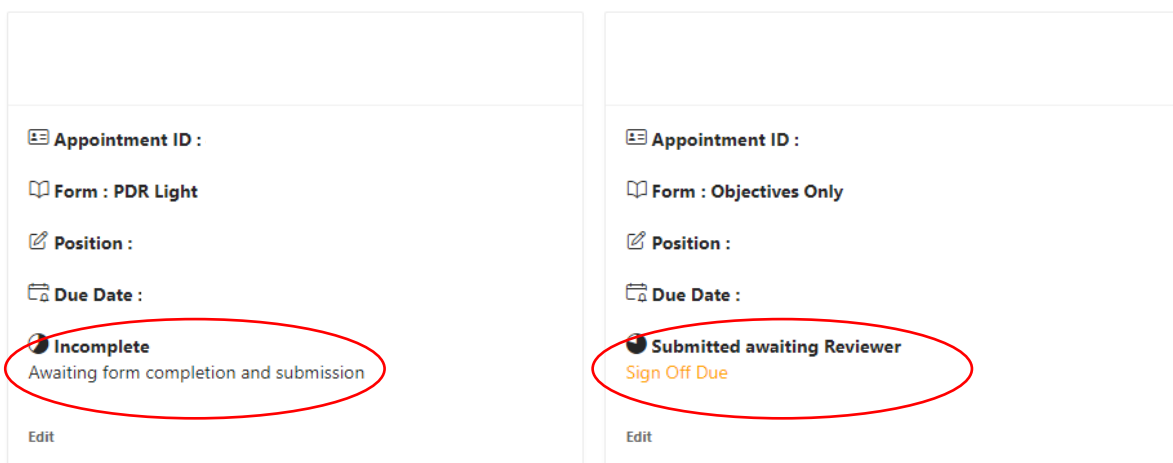 Appointment ID :
Form : PDR Light
Position :
Due Date :
Incomplete
Awaiting form completion and submission
Edit
Appointment ID :
Form : Objectives Only
Position :
Due Date :
Submitted awaiting Reviewer
Sign Off Due
Edit